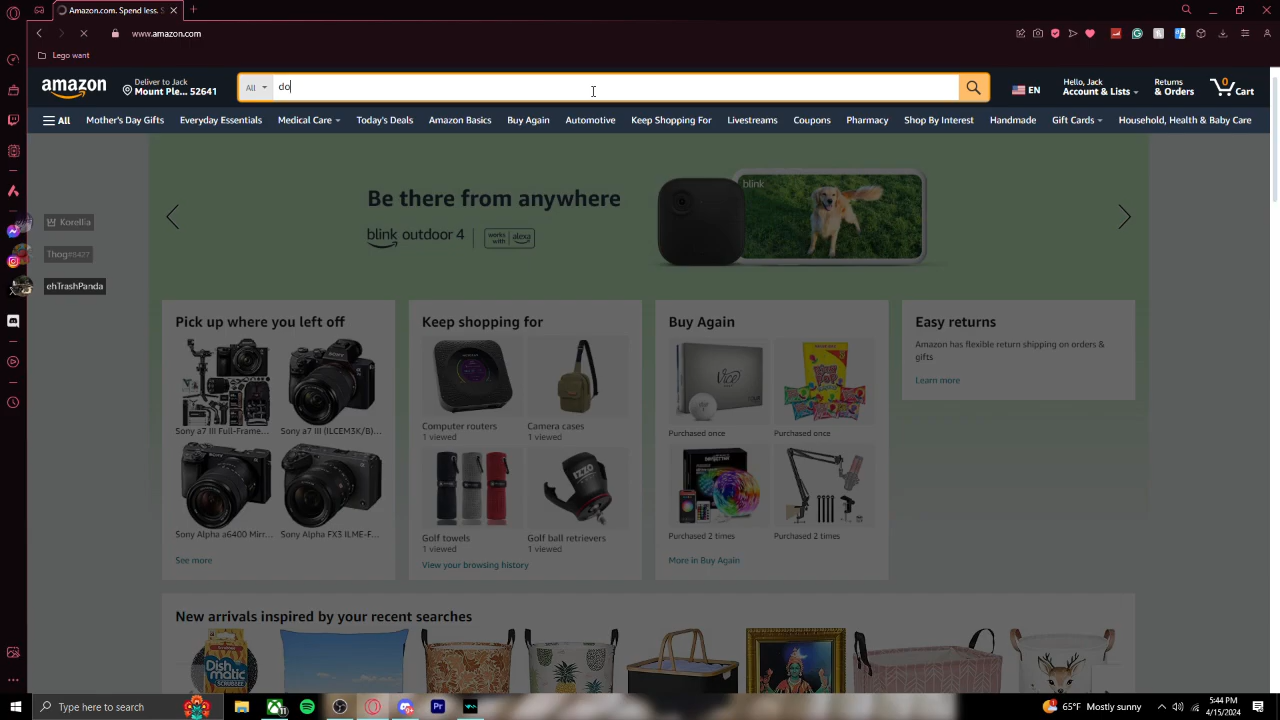 Amazon.com. Spend less. S
www.amazon.com
Lego want
amazon
Deliver to Jack
Mount Ple... 52641
All
do
EN
Hello, Jack
Account & Lists
Returns
& Orders
0
Cart
All
Mother's Day Gifts
Everyday Essentials
Medical Care
Today's Deals
Amazon Basics
Buy Again
Automotive
Keep Shopping For
Livestreams
Coupons
Pharmacy
Shop By Interest
Handmade
Gift Cards
Household, Health & Baby Care
Be there from anywhere
blink outdoor 4
works with alexa
blink
Korellia
Thog#5477
ehTrashPanda
Pick up where you left off
Sony a7 III Full-Frame...
Sony a7 III (ILCEM3K/B)...
Sony Alpha a6400 Mirr...
Sony Alpha FX3 ILME-F...
See more
Keep shopping for
Computer routers
1 viewed
Camera cases
1 viewed
Golf towels
1 viewed
IZZO
Golf ball retrievers
1 viewed
View your browsing history
Buy Again
Vice
Purchased once
Purchased once
Purchased 2 times
Purchased 2 times
More in Buy Again
Easy returns
Amazon has flexible return shipping on orders &
gifts
Learn more
New arrivals inspired by your recent searches
Dish
matic
Type here to search
11
Pr
65°F Mostly sunny
5:44 PM
4/15/2024